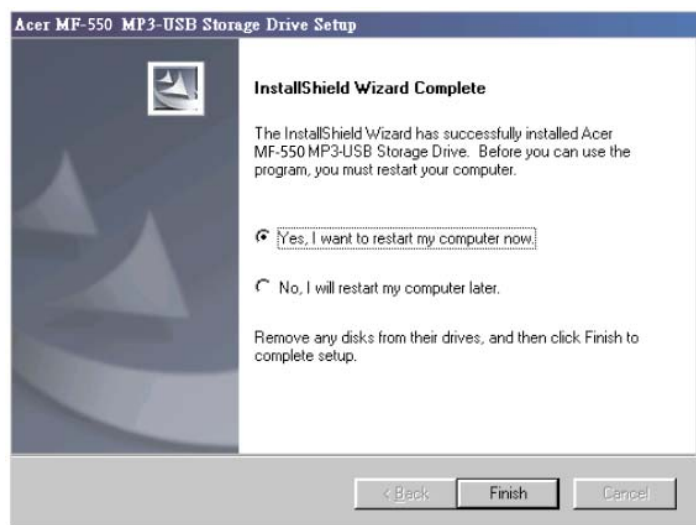 Acer MF-550 MP3-USB Storage Drive Setup
InstallShield Wizard Complete
The InstallShield Wizard has successfully installed Acer
MF-550 MP3-USB Storage Drive. Before you can use the
program, you must restart your computer.
Yes, I want to restart my computer now.
No, I will restart my computer later.
Remove any disks from their drives, and then click Finish to
complete setup.
< Back
Finish
Cancel